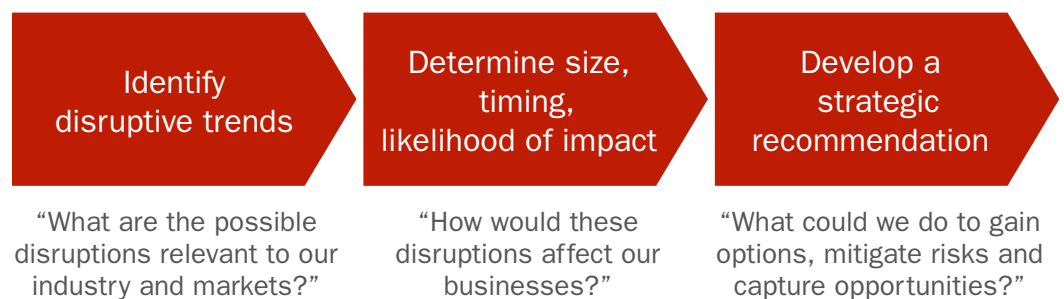 Identify
disruptive trends
Determine size,
timing,
likelihood of impact
Develop a
strategic
recommendation
“What are the possible
disruptions relevant to our
industry and markets?”
“How would these
disruptions affect our
businesses?”
“What could we do to gain
options, mitigate risks and
capture opportunities?”